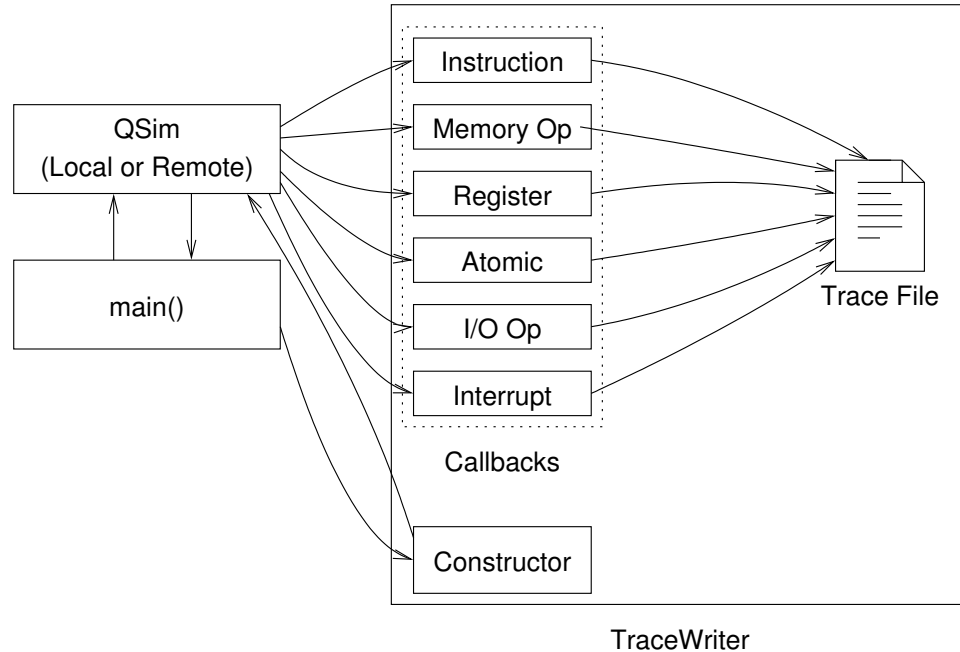 QSim
(Local or Remote)
main()
Instruction
Memory Op
Register
Atomic
I/O Op
Interrupt
Callbacks
Constructor
Trace File
TraceWriter